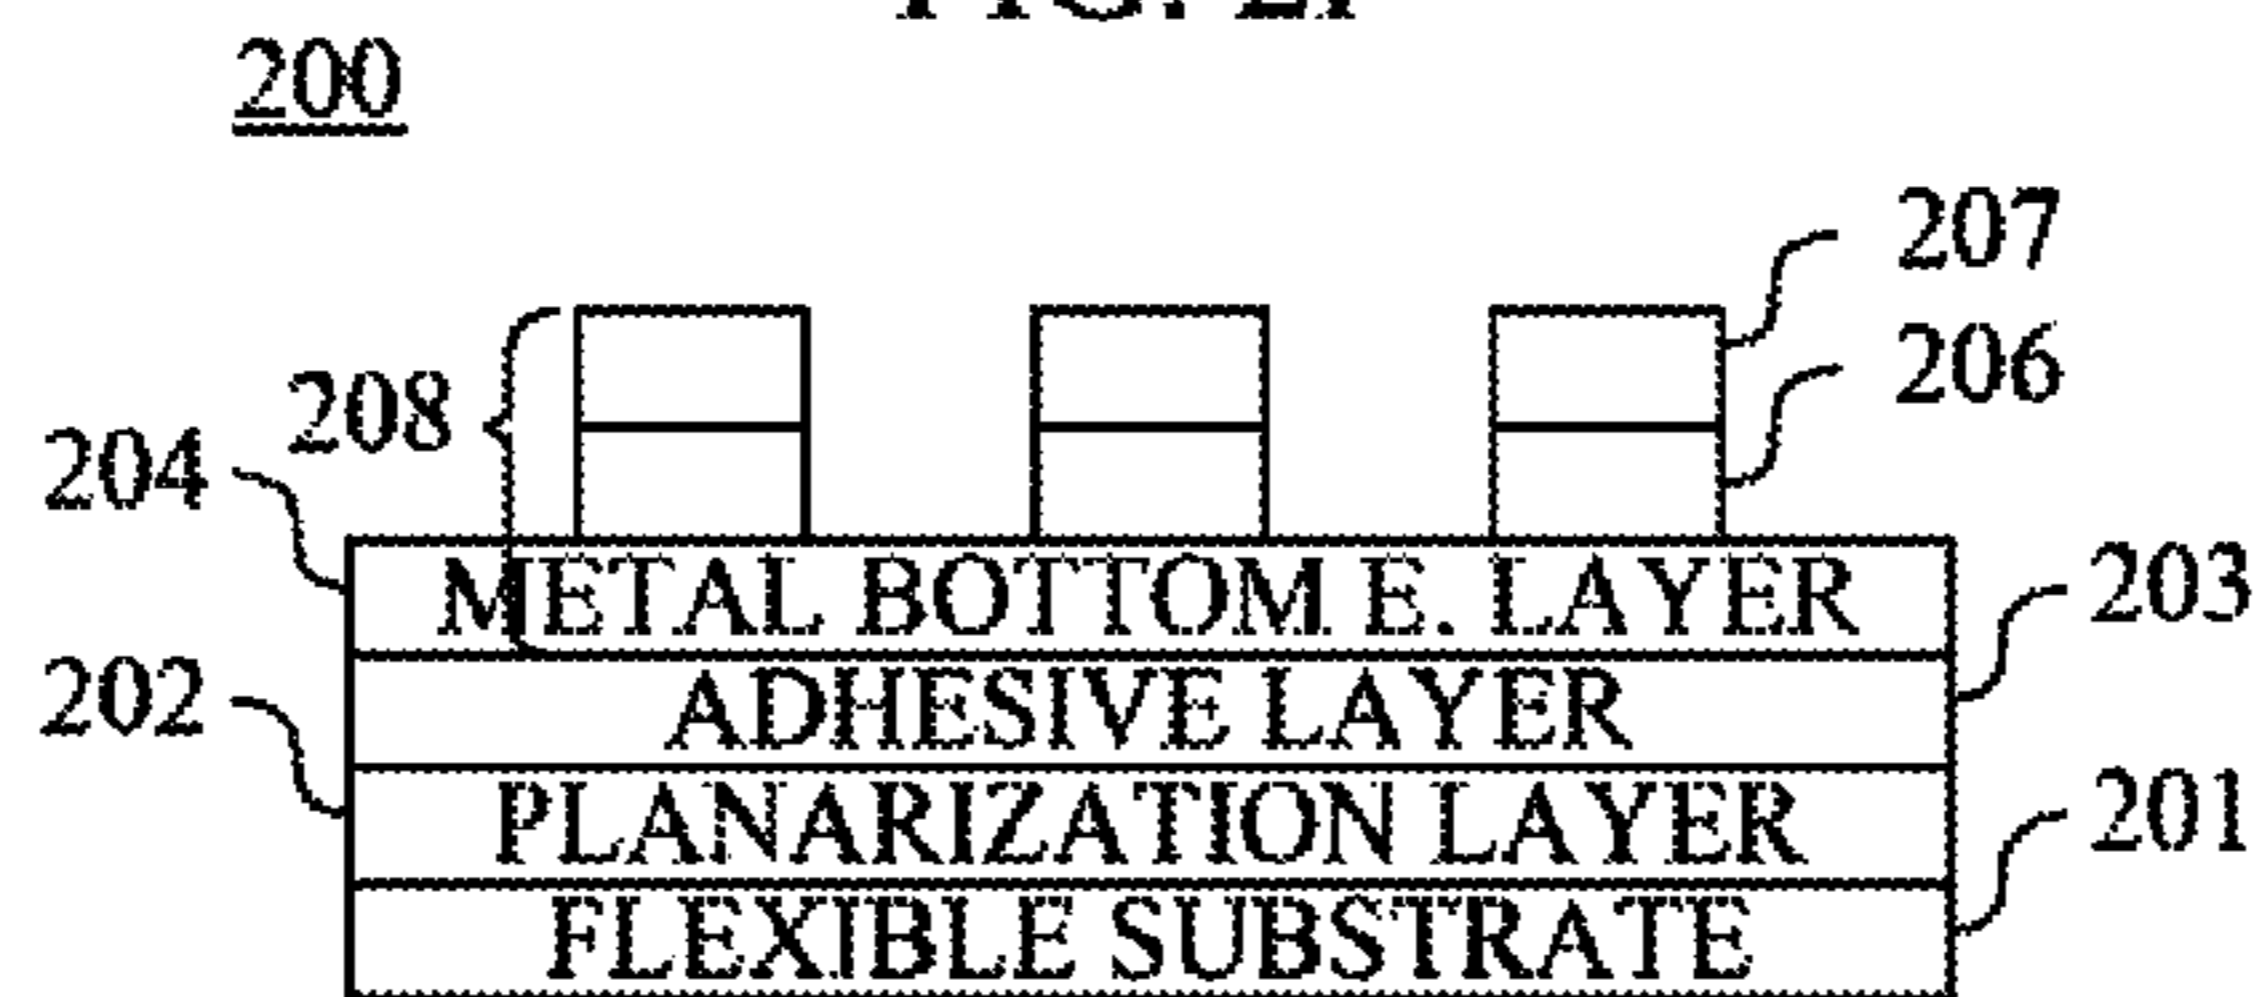 200
207
206
208
204
METAL BOTTOM E. LAYER
203
ADHESIVE LAYER
202
PLANARIZATION LAYER
201
FLEXIBLE SUBSTRATE